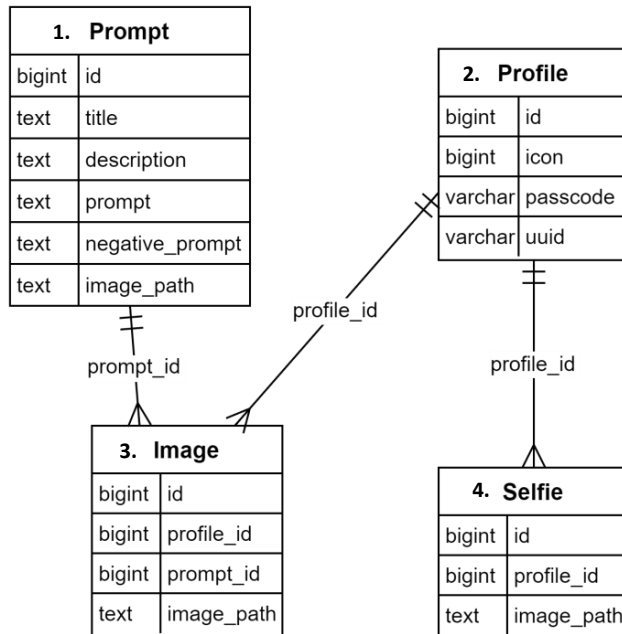 1. Prompt
bigint id
text title
text description
text prompt
text negative_prompt
text image_path
2. Profile
bigint id
bigint icon
varchar passcode
varchar uuid
prompt_id
profile_id
profile_id
3. Image
bigint id
bigint profile_id
bigint prompt_id
text image_path
4. Selfie
bigint id
bigint profile_id
text image_path